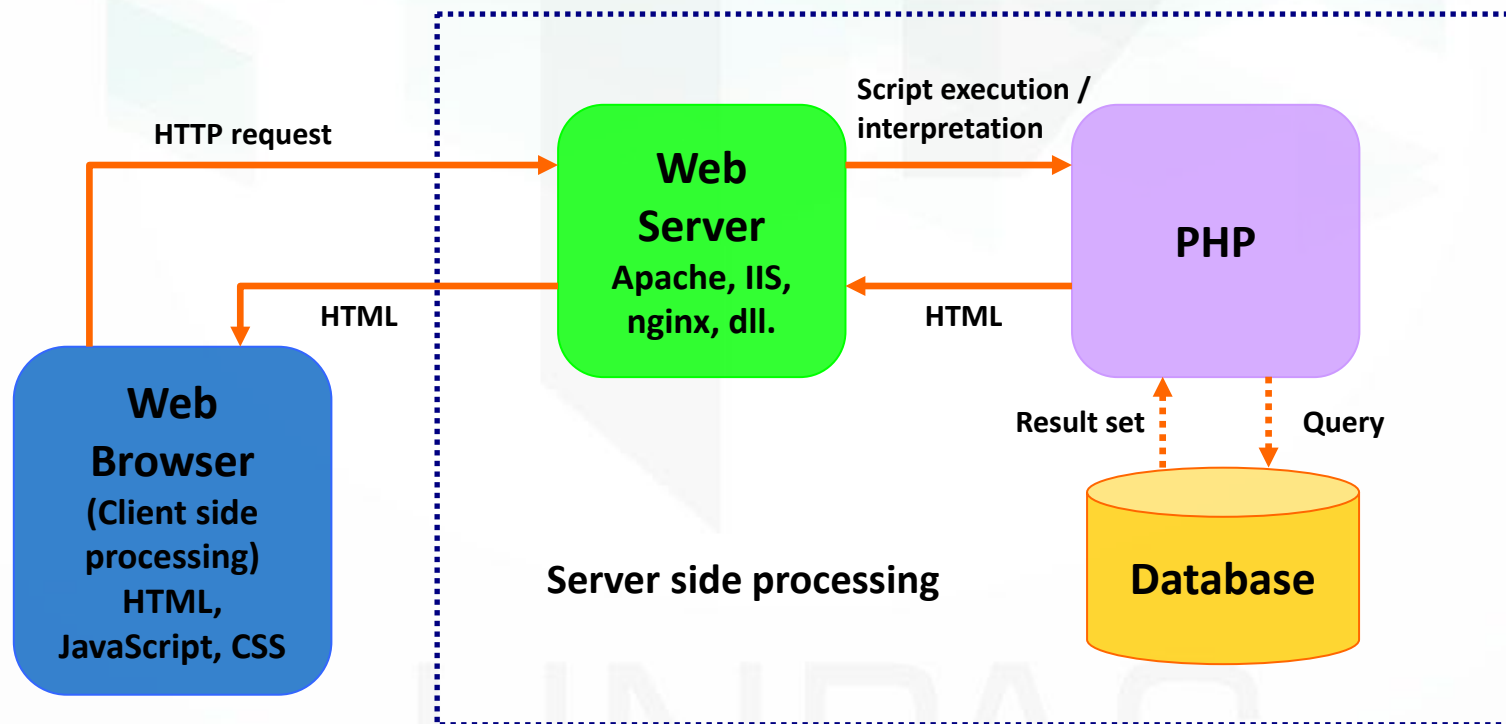 HTTP request
Script execution /
interpretation
Web
Server
Apache, IIS,
nginx, dll.
PHP
HTML
HTML
Web
Browser
(Client side
processing)
HTML,
JavaScript, CSS
Result set
Query
Server side processing
Database